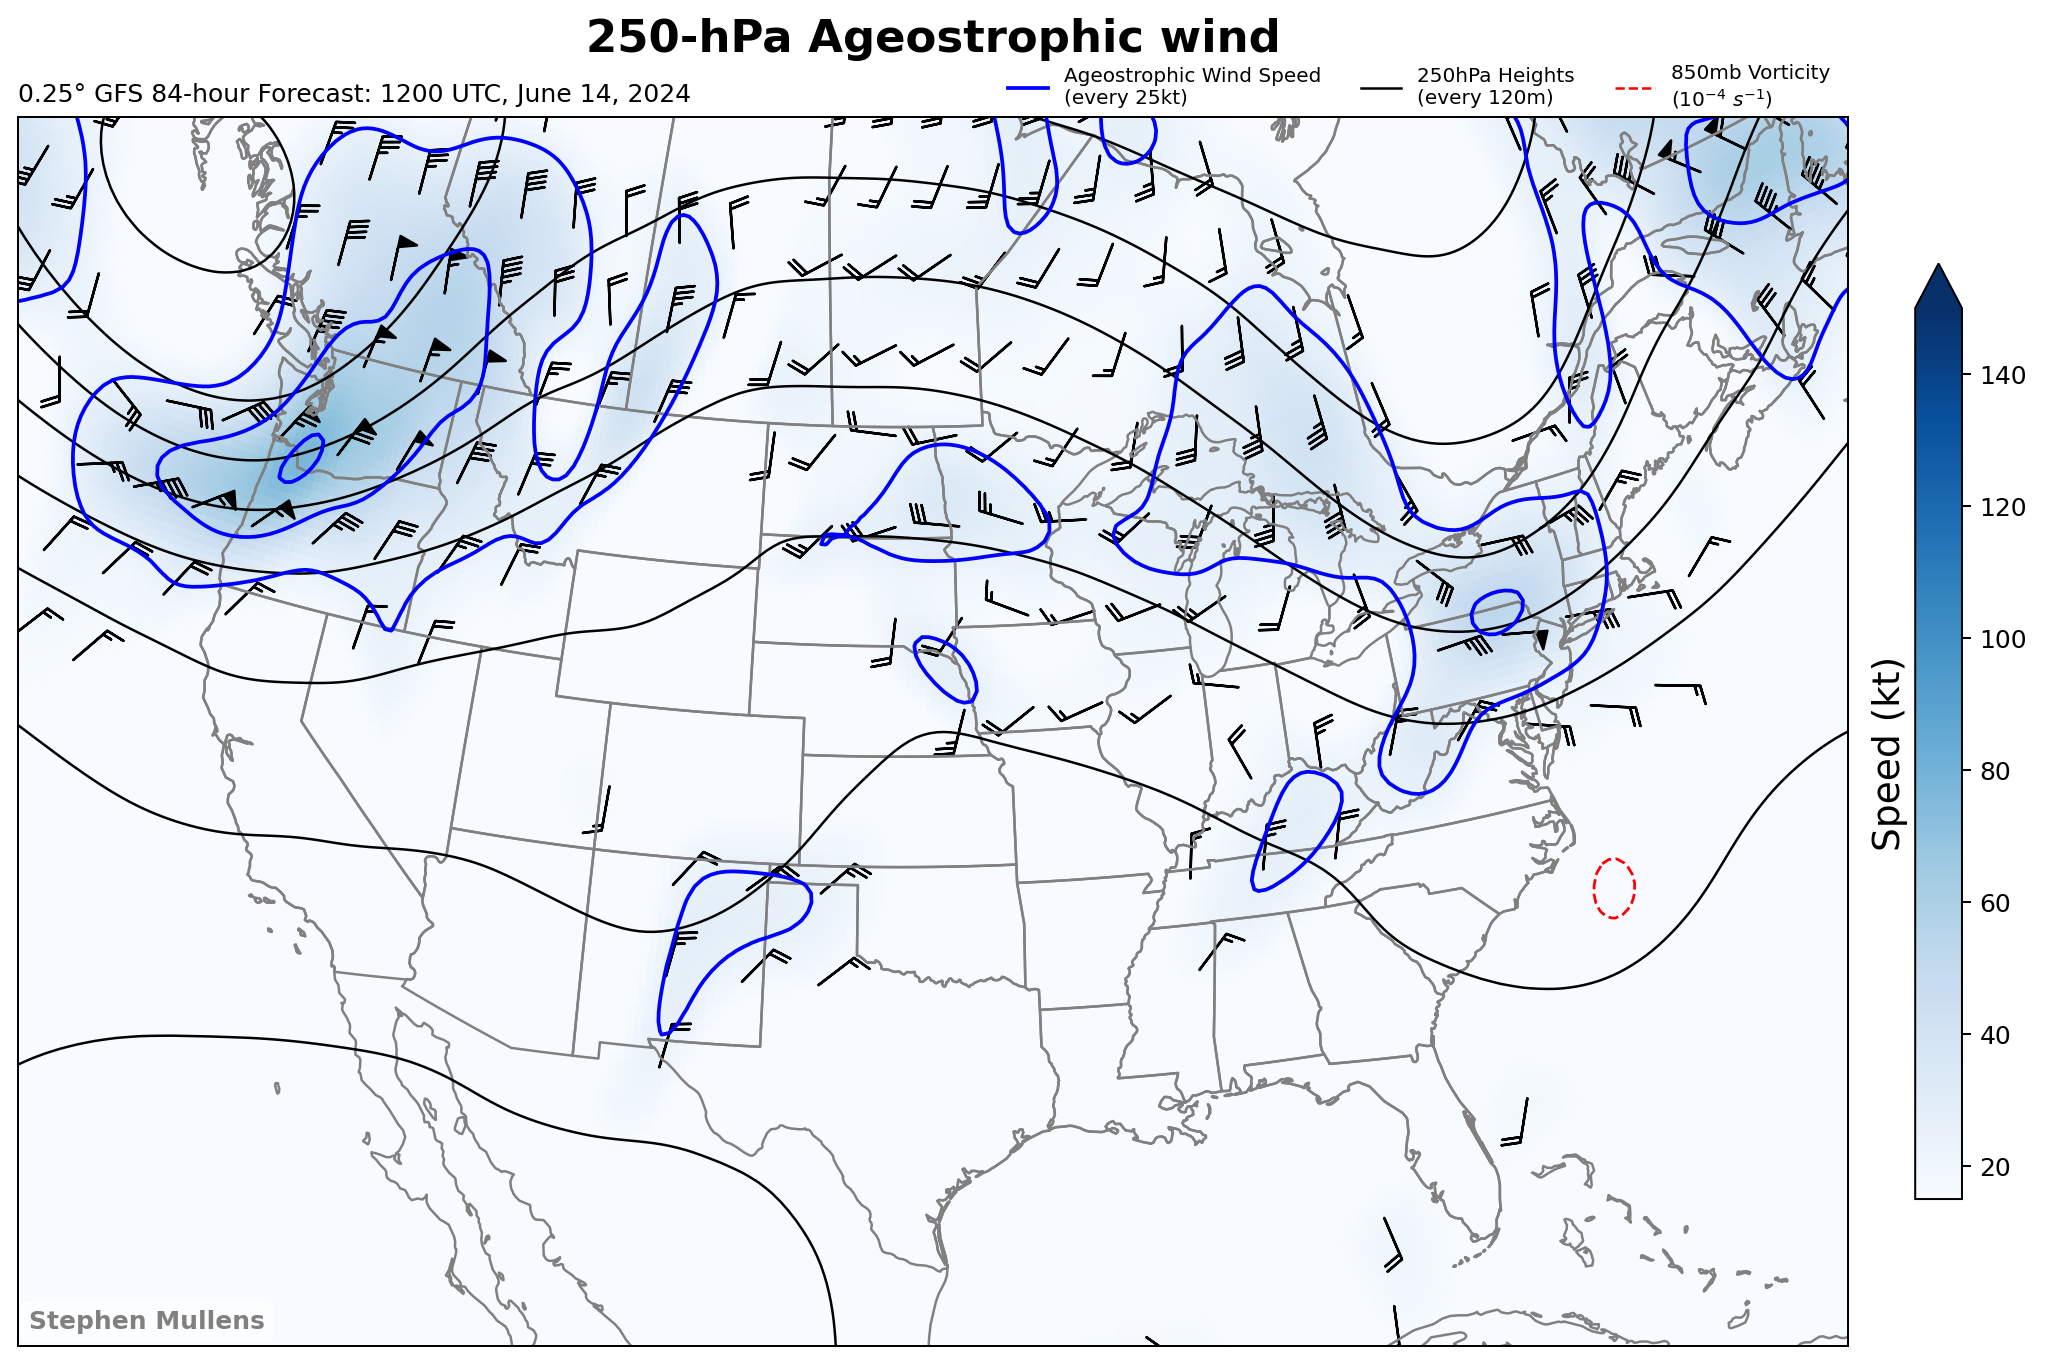 250-hPa Ageostrophic wind
0.25° GFS 84-hour Forecast: 1200 UTC, June 14, 2024
Ageostrophic Wind Speed
(every 25kt)
250hPa Heights
(every 120m)
850mb Vorticity
(10⁻⁴ s⁻¹)
140
120
100
80
60
40
20
Speed (kt)
Stephen Mullens